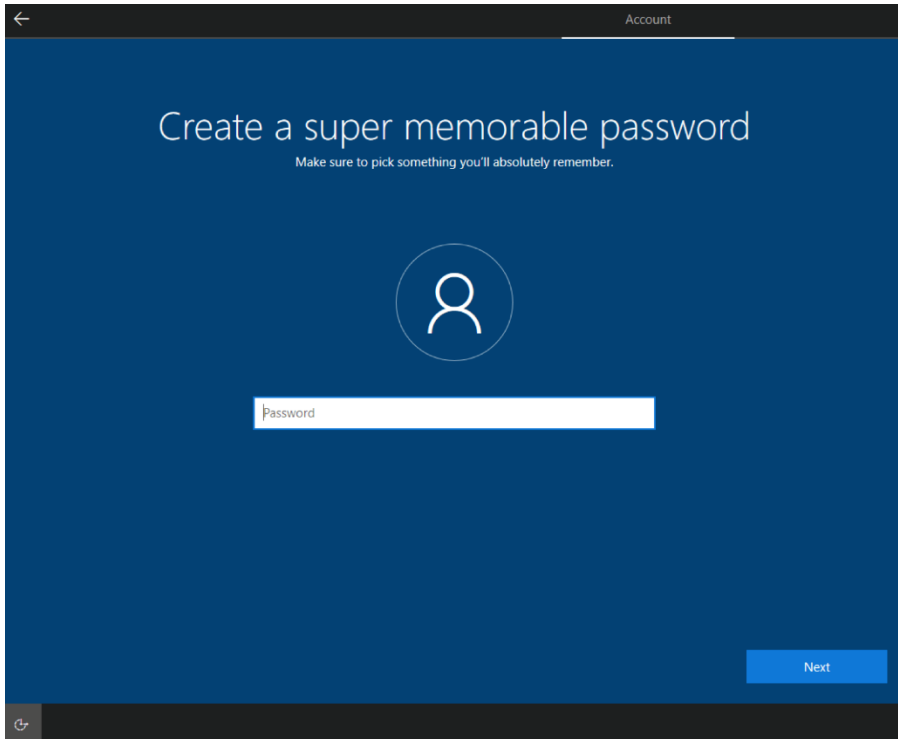 Account
Create a super memorable password
Make sure to pick something you'll absolutely remember.
Password
Next